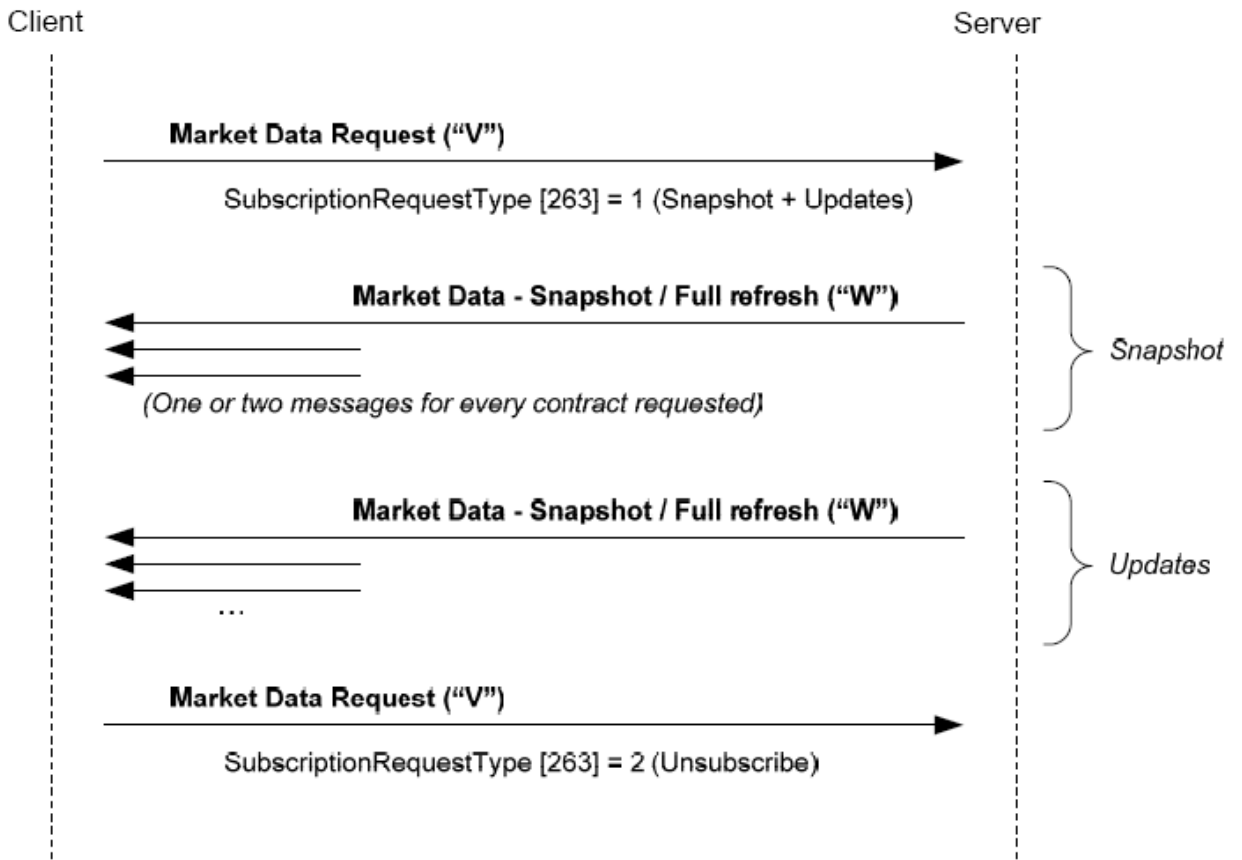 Client
Server
Market Data Request (“V”)
SubscriptionRequestType [263] = 1 (Snapshot + Updates)
Market Data - Snapshot / Full refresh (“W”)
Snapshot
(One or two messages for every contract requested)
Market Data - Snapshot / Full refresh (“W”)
Updates
...
Market Data Request (“V”)
SubscriptionRequestType [263] = 2 (Unsubscribe)